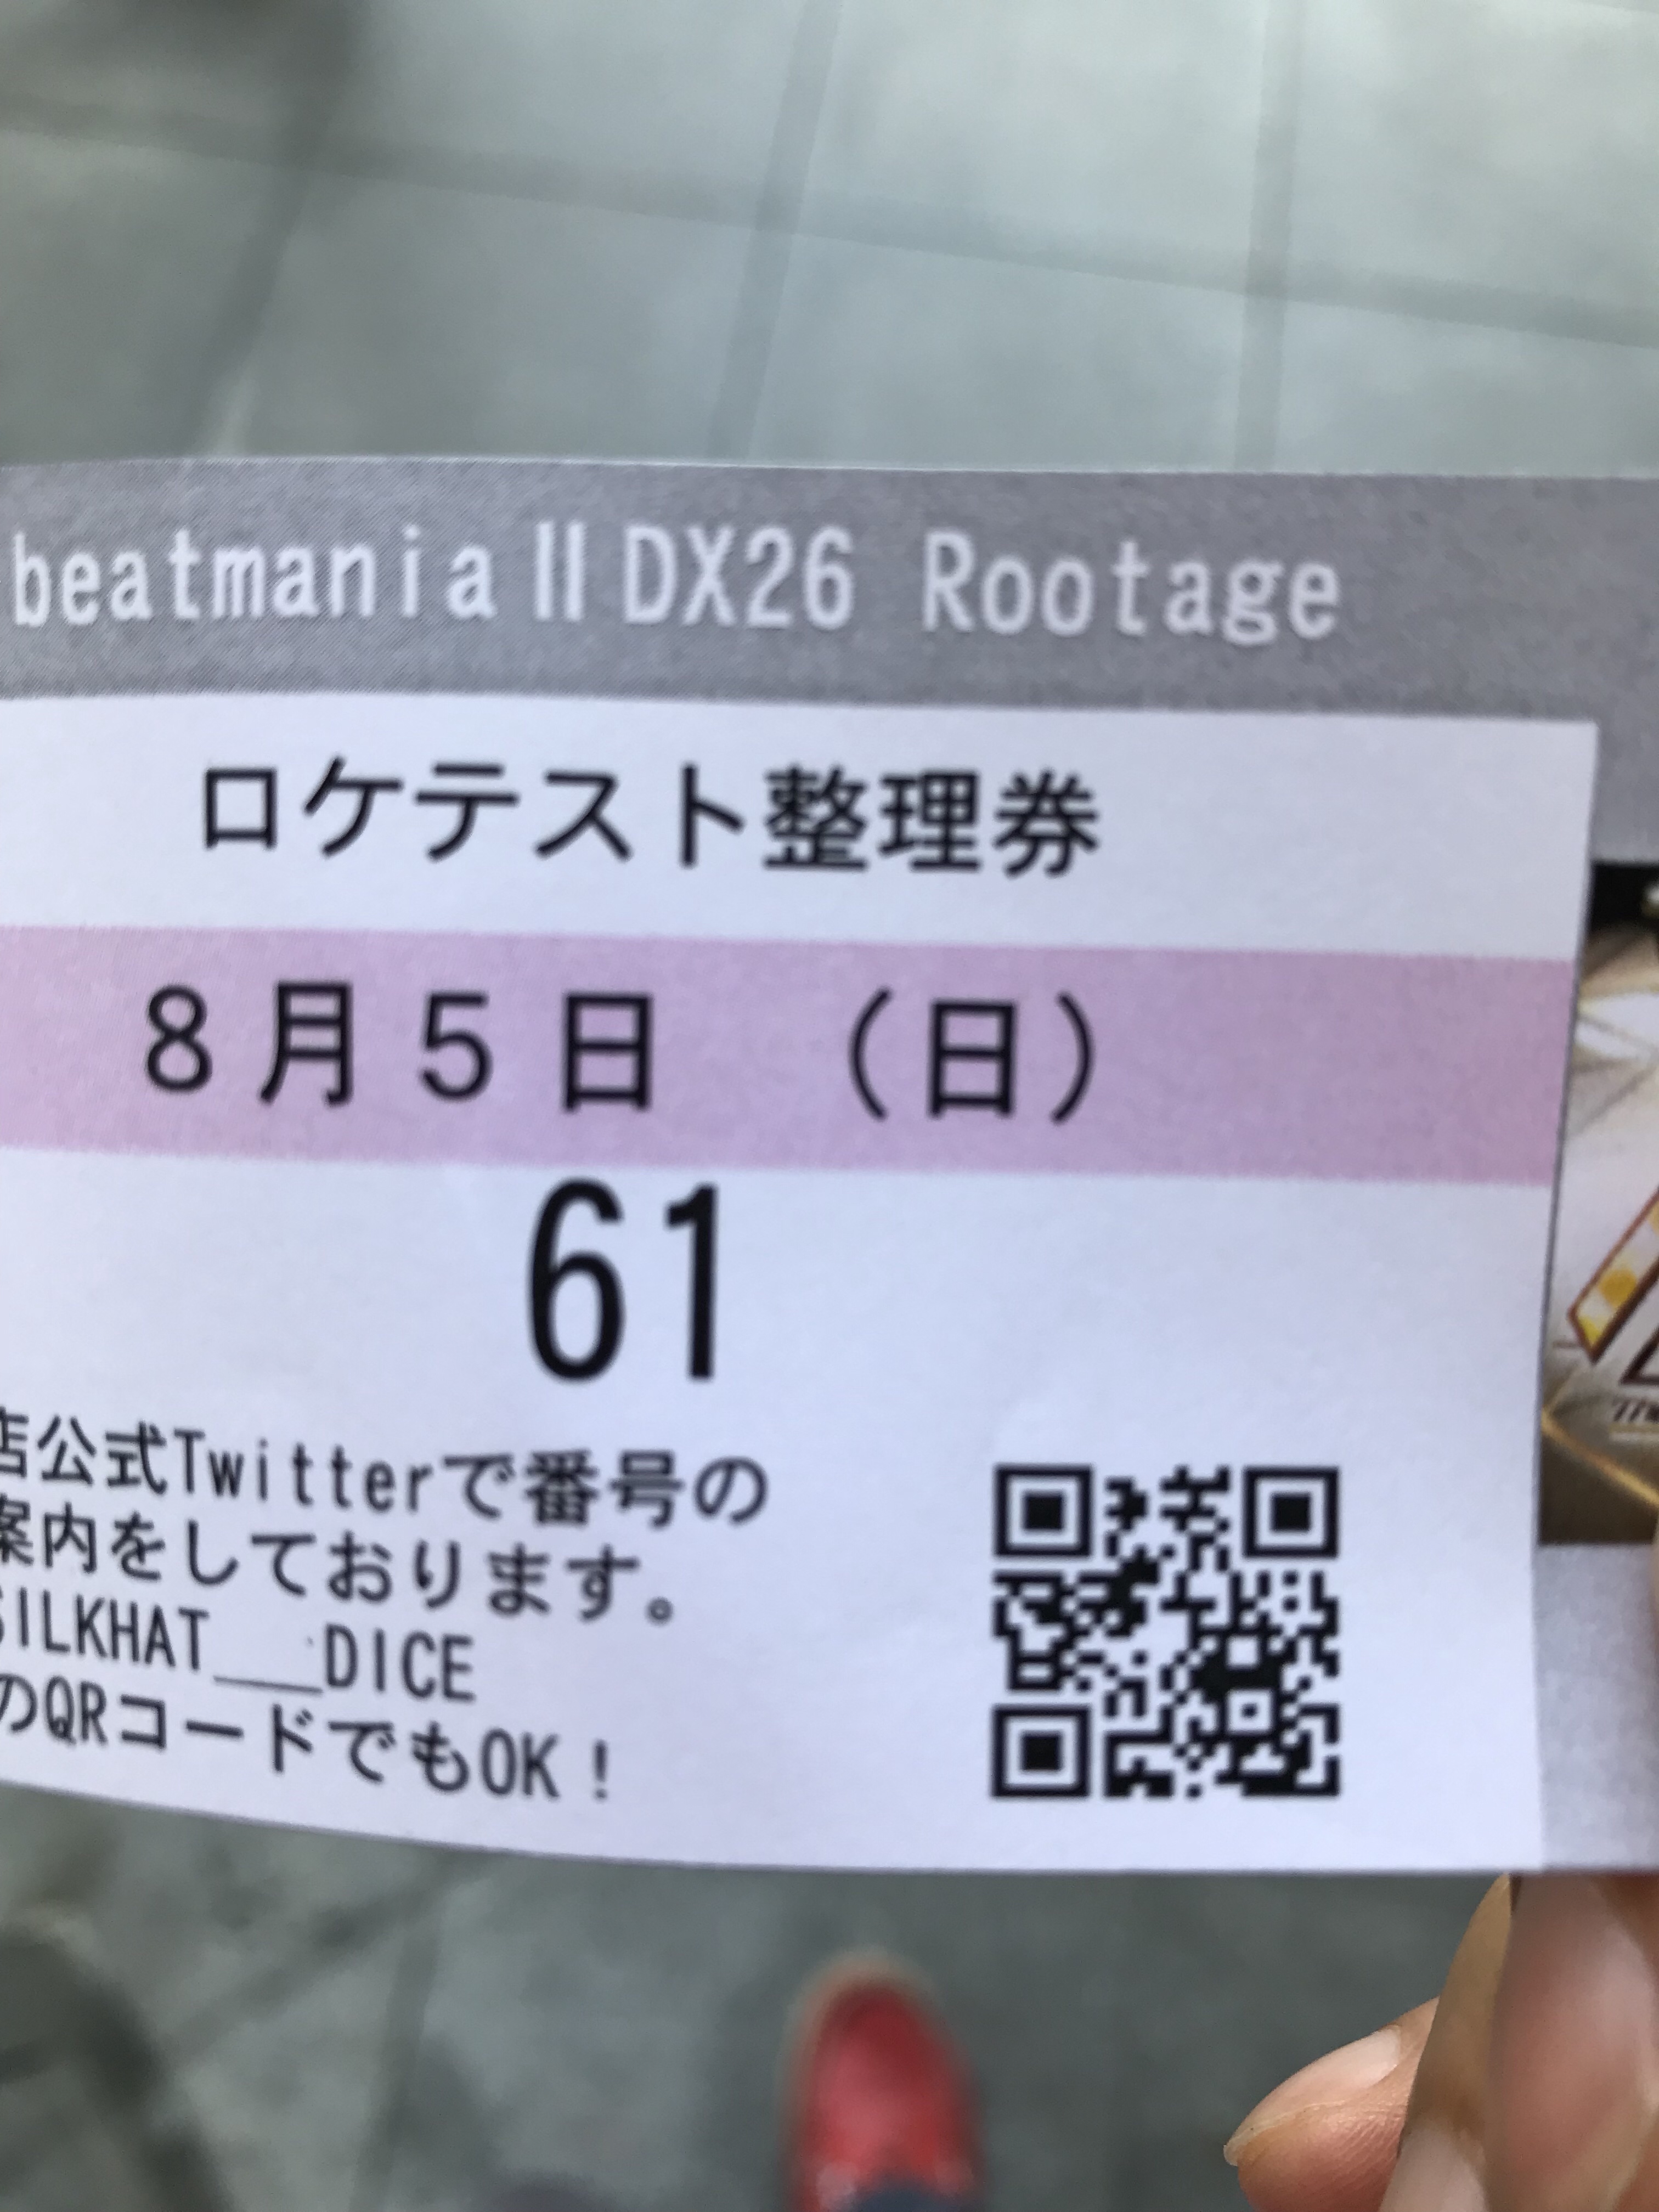 beatmania II DX26 Rootage
ロケテスト整理券
8月5日 (日)
61
店公式Twitterで番号の
案内をしております。
SILKHAT___DICE
のQRコードでもOK！